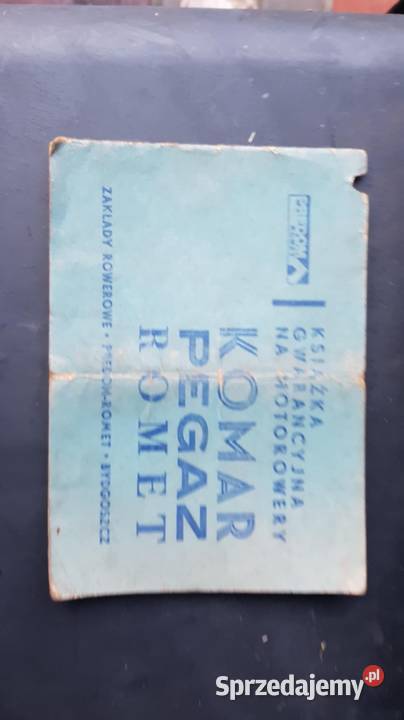 KSIĄŻKA
GWARANCYJNA
NA MOTOROWERY
KOMAR
PEGAZ
ROMET
ZAKŁADY ROWEROWE • PREDOM-ROMET • BYDGOSZCZ
Sprzedajemy.pl